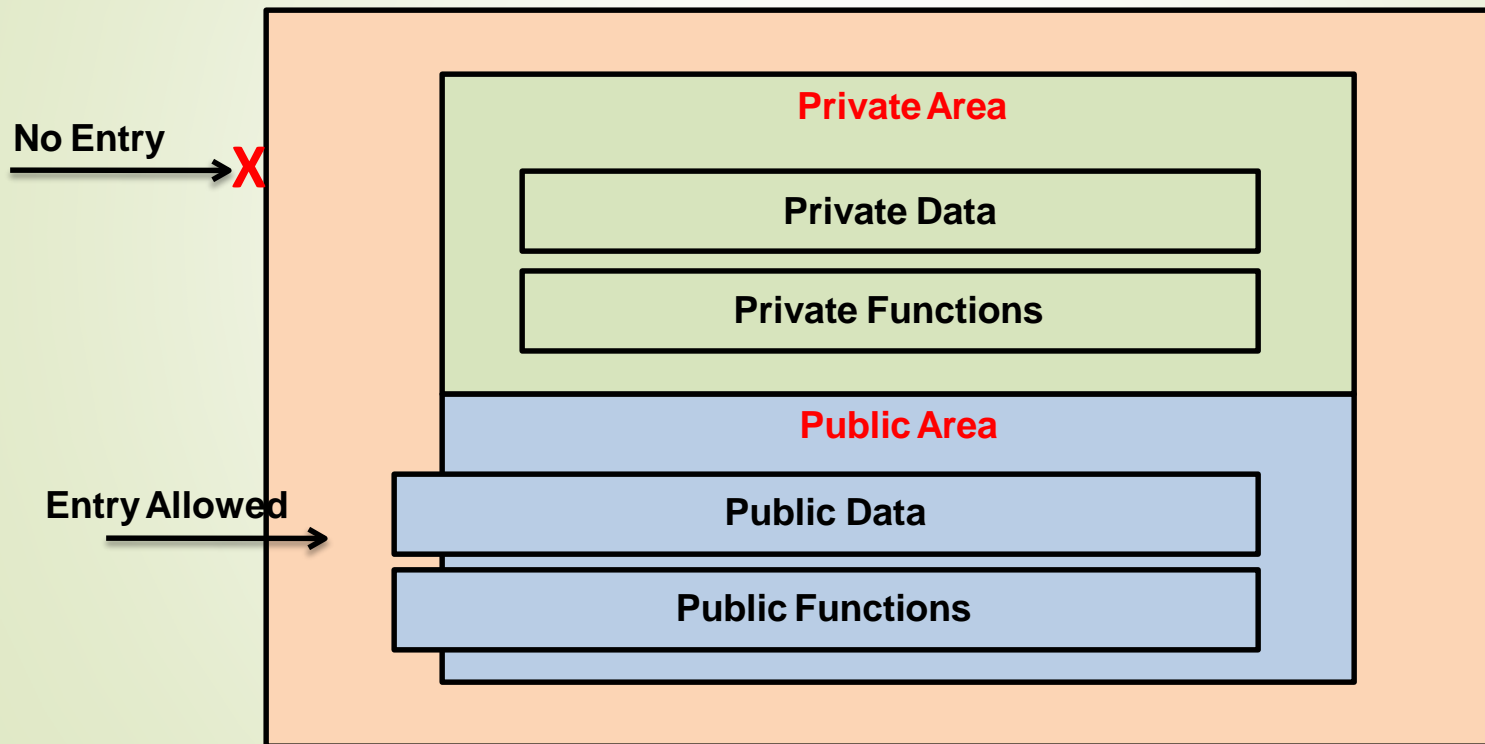 Private Area
No Entry
X
Private Data
Private Functions
Public Area
Entry Allowed
Public Data
Public Functions